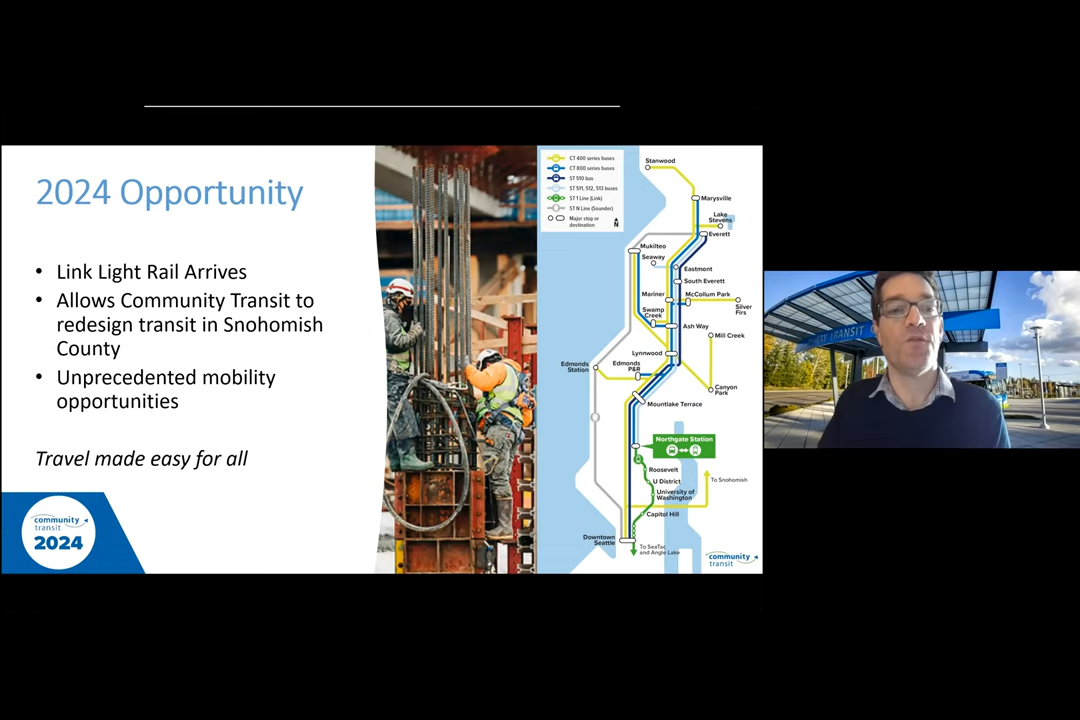 2024 Opportunity
• Link Light Rail Arrives
• Allows Community Transit to
redesign transit in Snohomish
County
• Unprecedented mobility
opportunities
Travel made easy for all
community
transit
2024
CT 400 series buses
CT 800 series buses
ST 510 bus
ST 511, 512, 513 buses
ST 1 Line (Link)
ST N Line (Sounder)
Major stop or
destination
N
Stanwood
Marysville
Lake
Stevens
Everett
Mukilteo
Seaway
Eastmont
South Everett
Mariner
McCollum Park
Silver
Firs
Swamp
Creek
Ash Way
Mill Creek
Lynnwood
Edmonds
Station
Edmonds
P&R
Canyon
Park
Mountlake Terrace
Northgate Station
Roosevelt
U District
To Snohomish
University of
Washington
Capitol Hill
Downtown
Seattle
To SeaTac
and Angle Lake
community
transit
TRANSIT